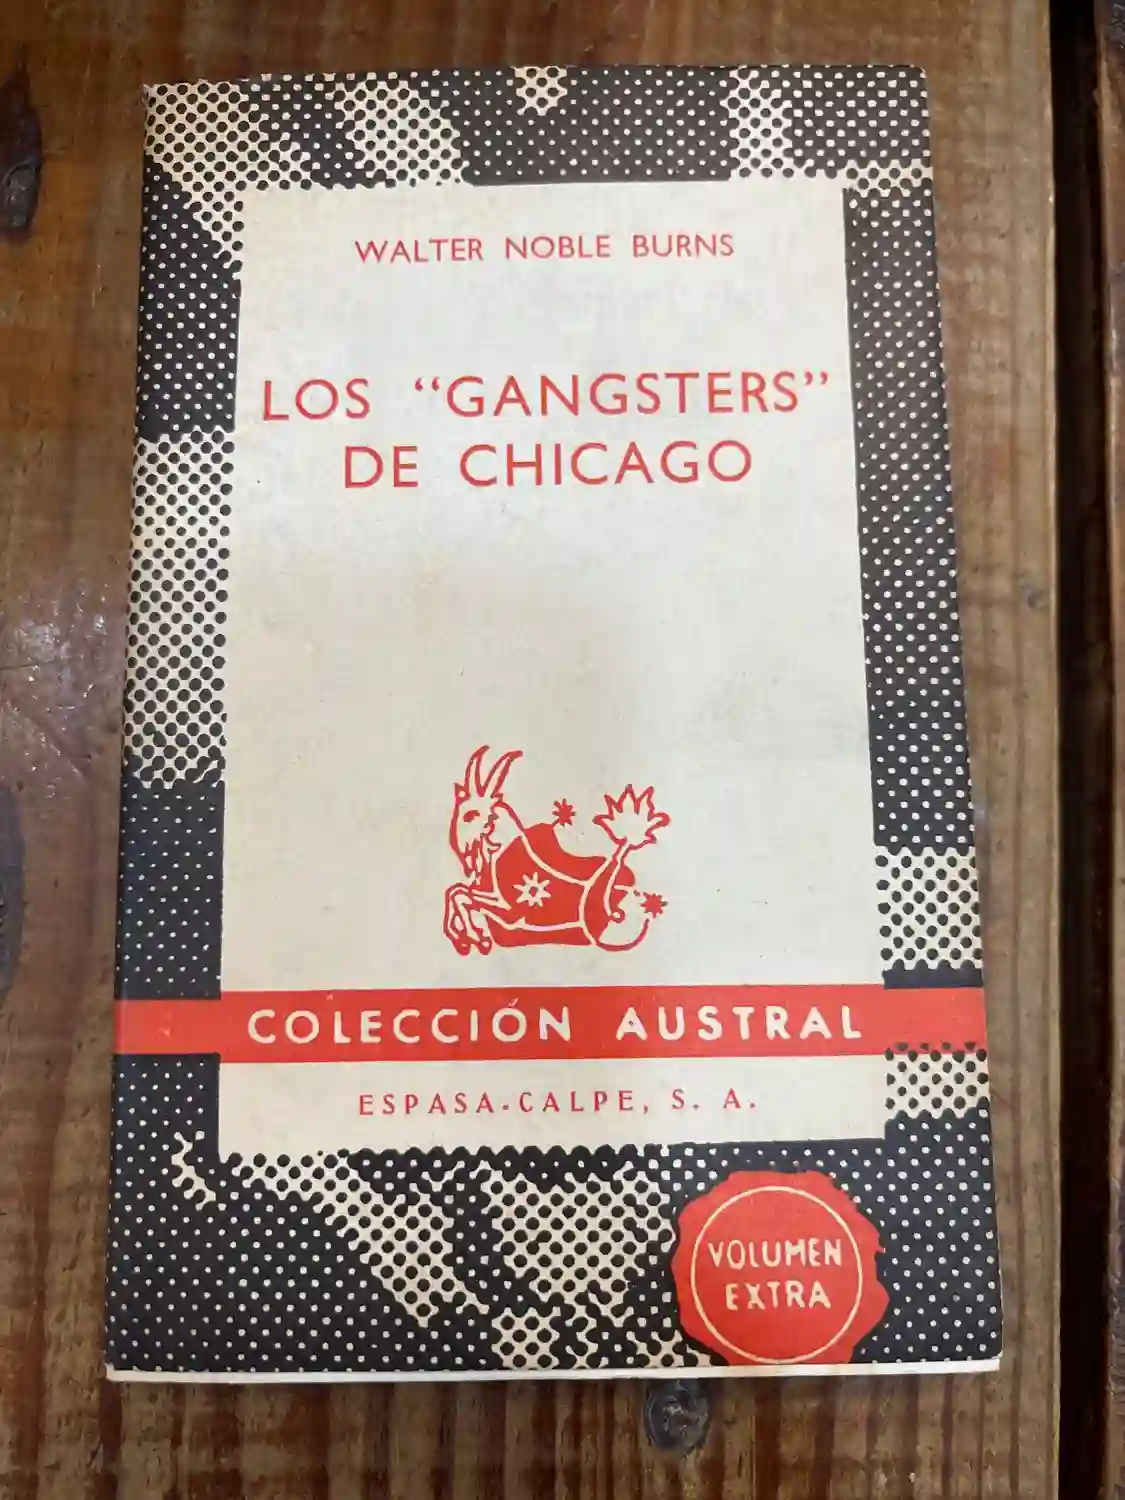 WALTER NOBLE BURNS
LOS “GANGSTERS”
DE CHICAGO
COLECCIÓN AUSTRAL
ESPASA-CALPE, S. A.
VOLUMEN
EXTRA